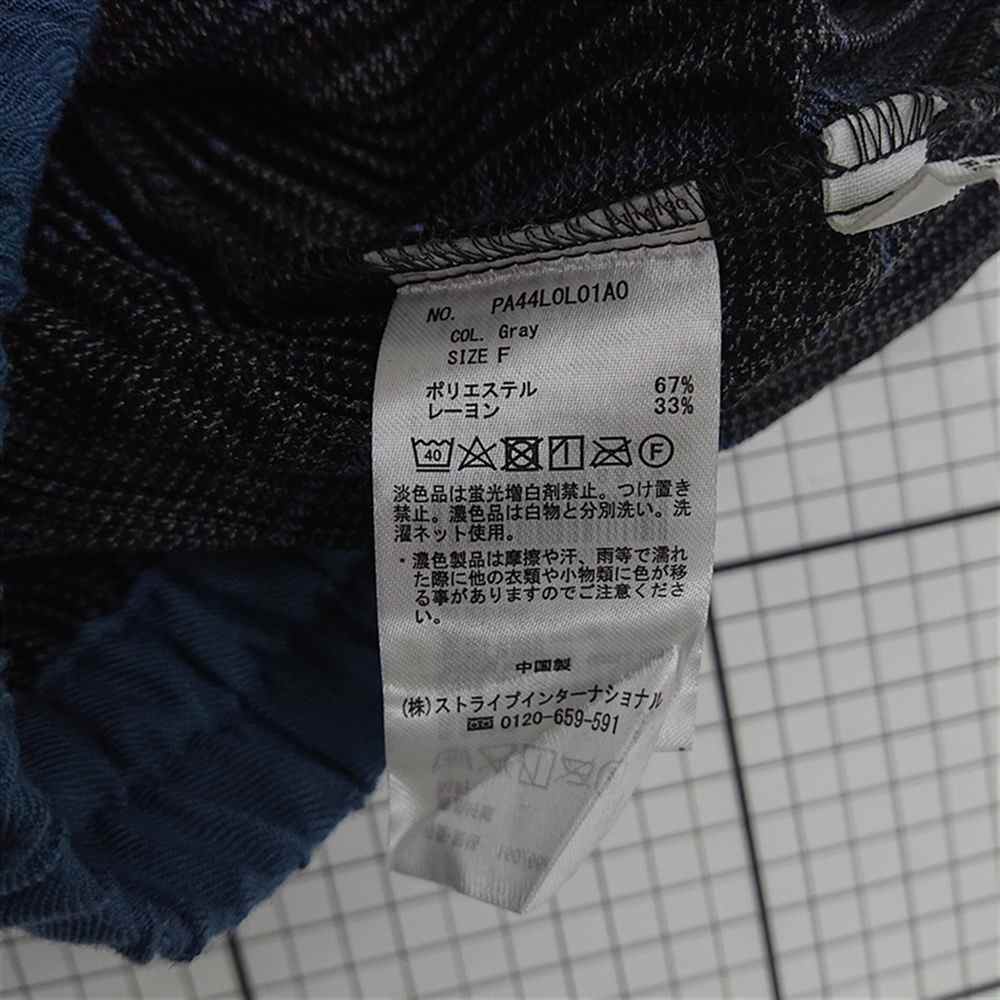 NO. PA44L0L01A0
COL. Gray
SIZE F
ポリエステル 67%
レーヨン 33%
40 F
淡色品は蛍光増白剤禁止。つけ置き
禁止。濃色品は白物と分別洗い。洗
濯ネット使用。
・濃色製品は摩擦や汗、雨等で濡れ
た際に他の衣類や小物類に色が移
る事がありますのでご注意くださ
い。
中国製
(株)ストライプインターナショナル
0120-659-591